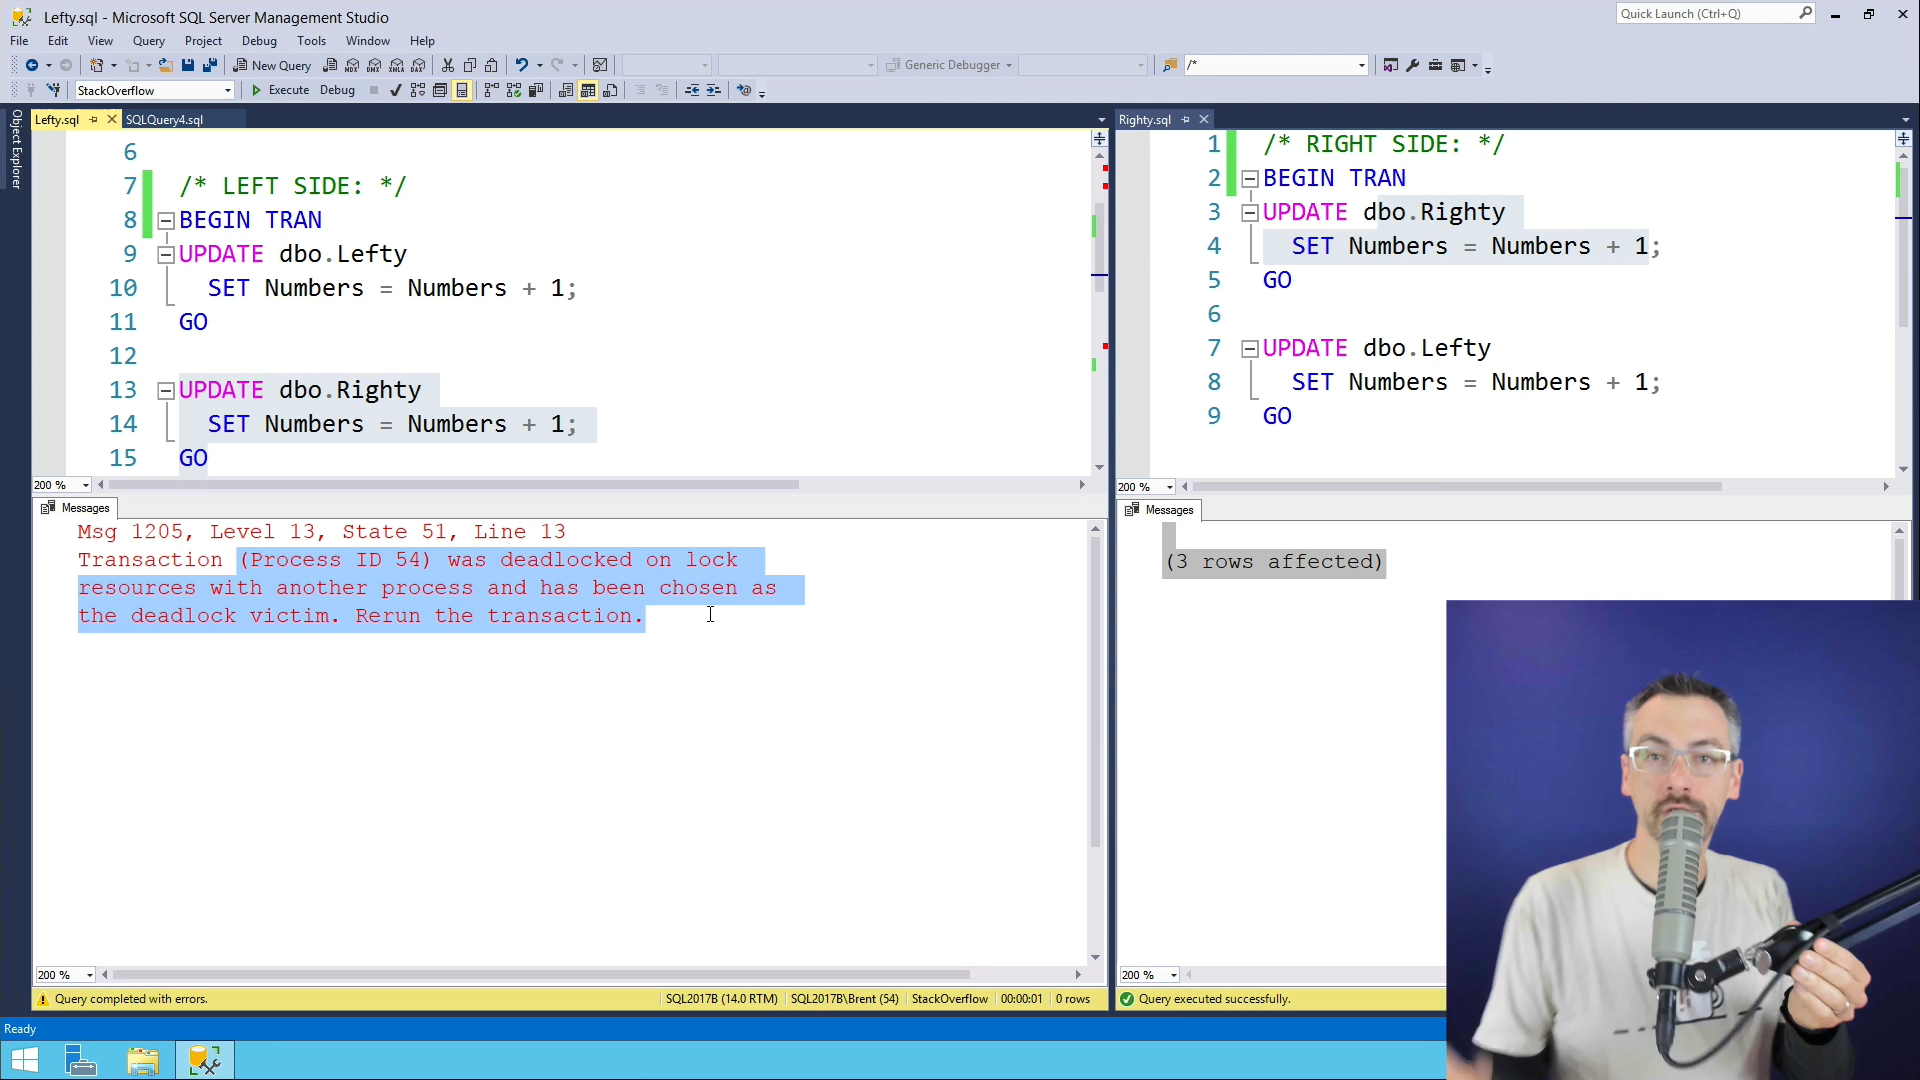 Lefty.sql - Microsoft SQL Server Management Studio
Quick Launch (Ctrl+Q)
File Edit View Query Project Debug Tools Window Help
New Query
MDX DMX XMLA DAX
Generic Debugger
/*
StackOverflow
Execute Debug
Object Explorer
Lefty.sql SQLQuery4.sql
6
7 /* LEFT SIDE: */
8 BEGIN TRAN
9 UPDATE dbo.Lefty
10 SET Numbers = Numbers + 1;
11 GO
12
13 UPDATE dbo.Righty
14 SET Numbers = Numbers + 1;
15 GO
200 %
Messages
Msg 1205, Level 13, State 51, Line 13
Transaction (Process ID 54) was deadlocked on lock
resources with another process and has been chosen as
the deadlock victim. Rerun the transaction.
200 %
Query completed with errors.
SQL2017B (14.0 RTM) SQL2017B\Brent (54) StackOverflow 00:00:01 0 rows
Righty.sql
1 /* RIGHT SIDE: */
2 BEGIN TRAN
3 UPDATE dbo.Righty
4 SET Numbers = Numbers + 1;
5 GO
6
7 UPDATE dbo.Lefty
8 SET Numbers = Numbers + 1;
9 GO
200 %
Messages
(3 rows affected)
200 %
Query executed successfully.
Ready